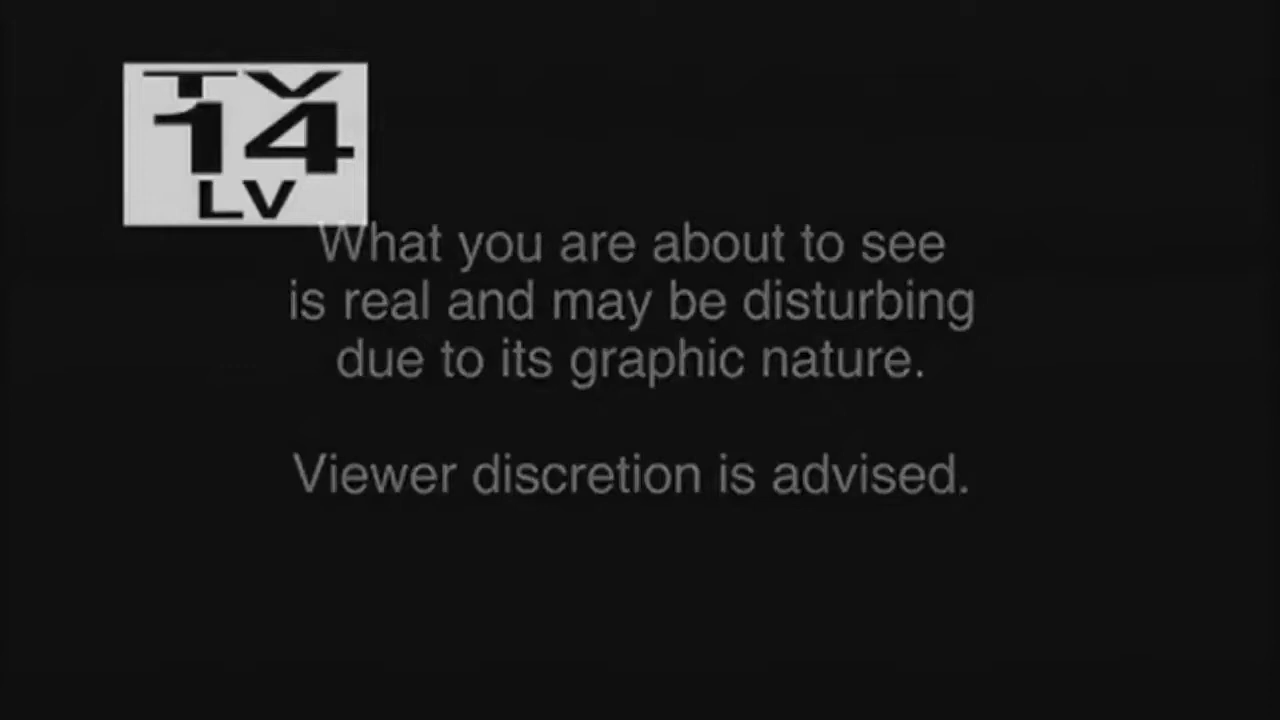 TV
14
LV
What you are about to see
is real and may be disturbing
due to its graphic nature.
Viewer discretion is advised.